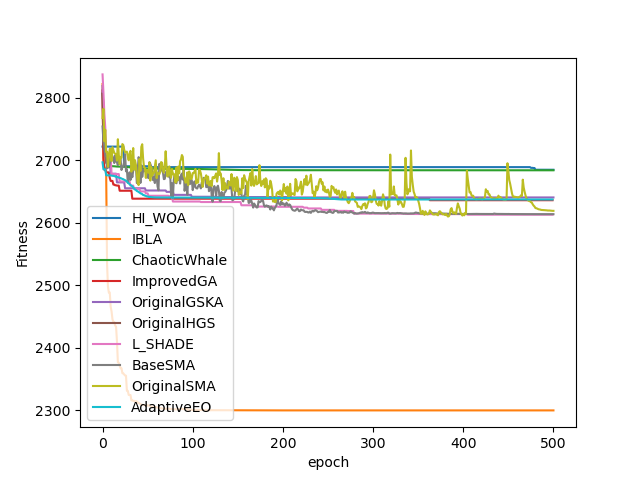 2800
2700
2600
2500
2400
2300
Fitness
HI_WOA
IBLA
ChaoticWhale
ImprovedGA
OriginalGSKA
OriginalHGS
L_SHADE
BaseSMA
OriginalSMA
AdaptiveEO
0 100 200 300 400 500
epoch